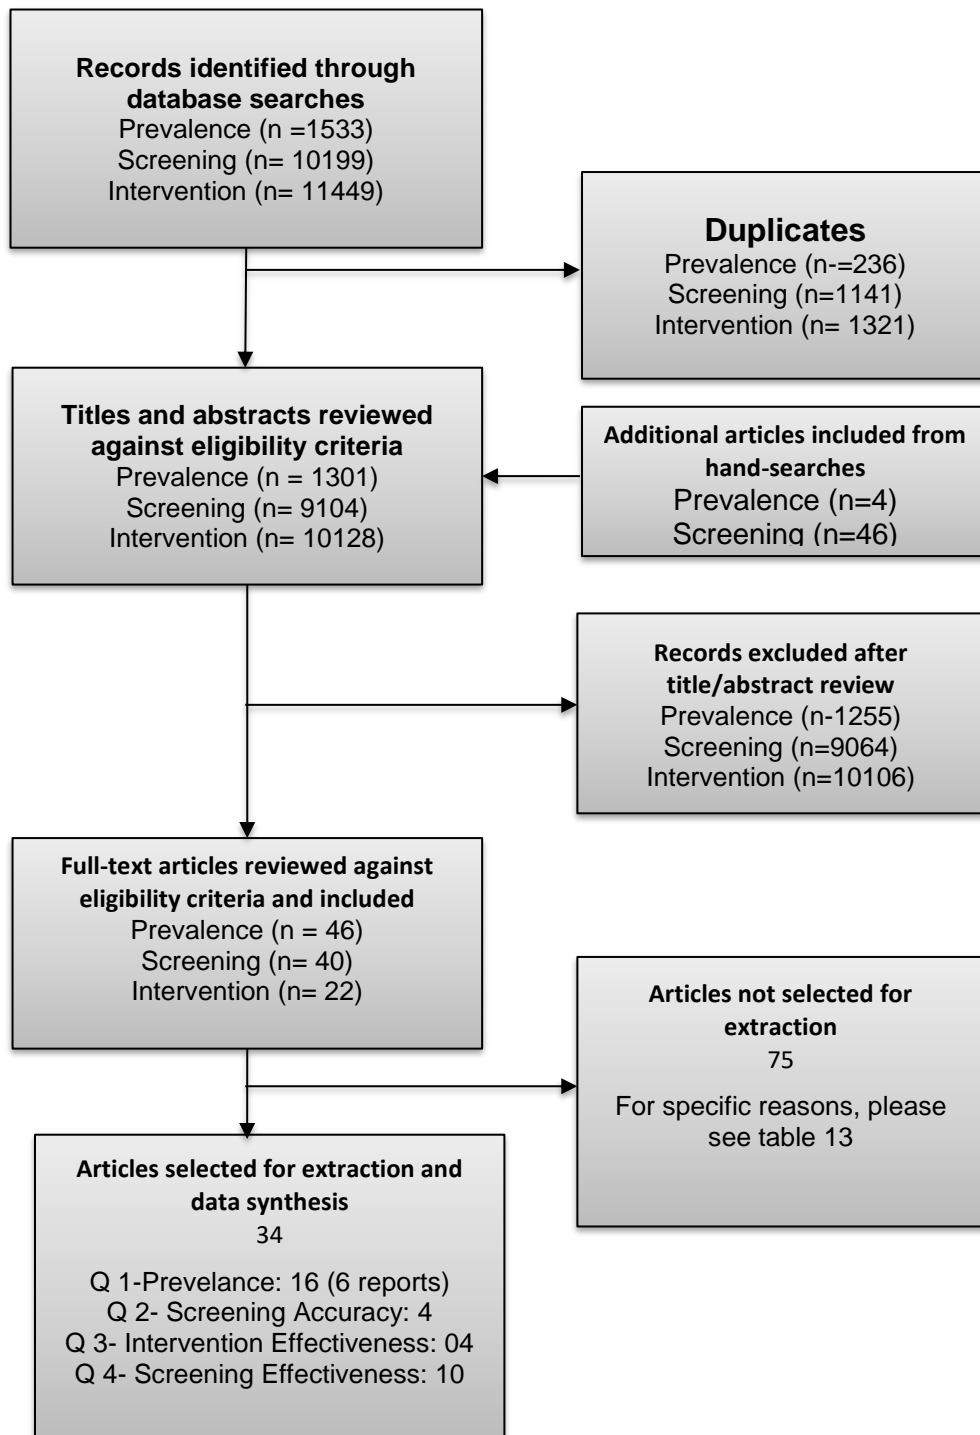 Records identified through
database searches
Prevalence (n =1533)
Screening (n= 10199)
Intervention (n= 11449)
Duplicates
Prevalence (n-=236)
Screening (n=1141)
Intervention (n= 1321)
Titles and abstracts reviewed
against eligibility criteria
Prevalence (n = 1301)
Screening (n= 9104)
Intervention (n= 10128)
Additional articles included from
hand-searches
Prevalence (n=4)
Screening (n=46)
Records excluded after
title/abstract review
Prevalence (n-1255)
Screening (n=9064)
Intervention (n=10106)
Full-text articles reviewed against
eligibility criteria and included
Prevalence (n = 46)
Screening (n= 40)
Intervention (n= 22)
Articles not selected for
extraction
75
For specific reasons, please
see table 13
Articles selected for extraction and
data synthesis
34
Q 1-Prevelance: 16 (6 reports)
Q 2- Screening Accuracy: 4
Q 3- Intervention Effectiveness: 04
Q 4- Screening Effectiveness: 10